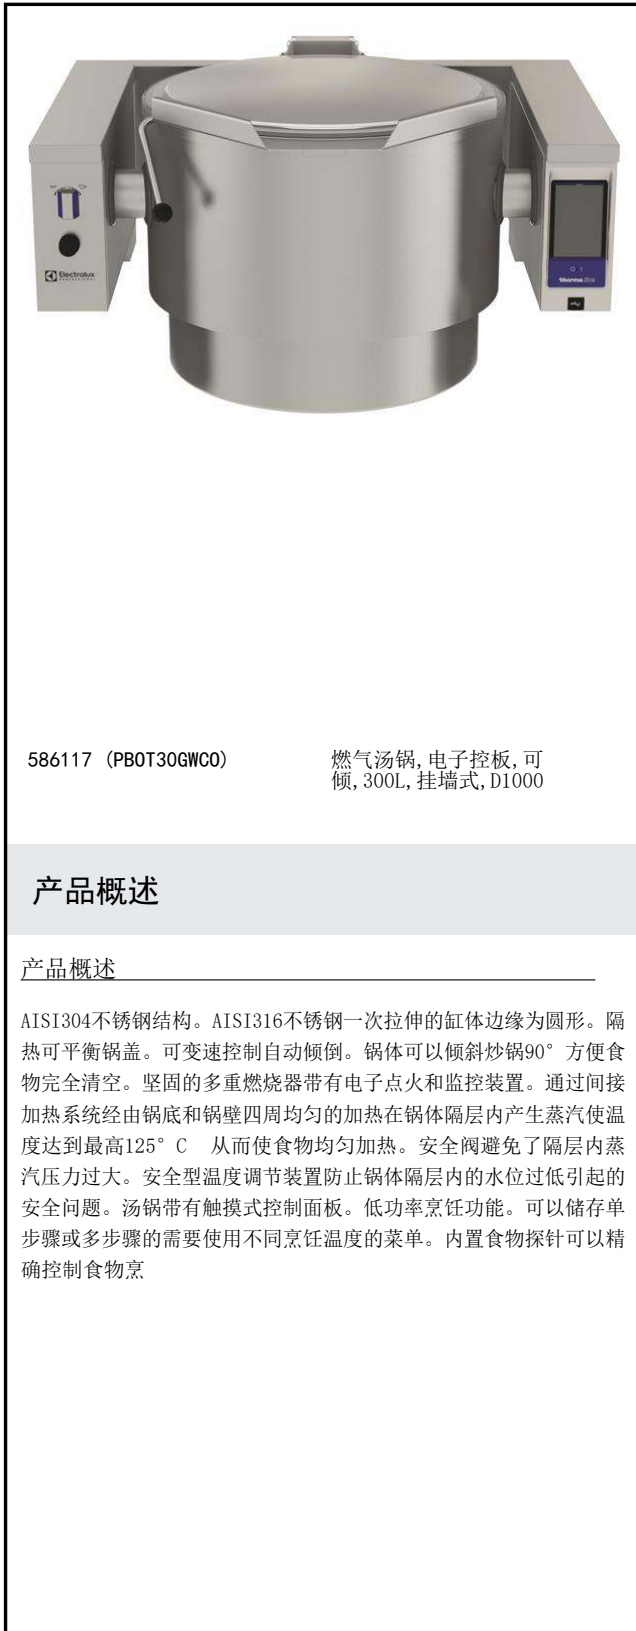 Electrolux
PROFESSIONAL
586117 (PBOT30GWCO)
燃气汤锅,电子控板,可
倾,300L,挂墙式,D1000
产品概述
产品概述
AISI304不锈钢结构。AISI316不锈钢一次拉伸的缸体边缘为圆形。隔
热可平衡锅盖。可变速控制自动倾倒。锅体可以倾斜炒锅90°方便食
物完全清空。坚固的多重燃烧器带有电子点火和监控装置。通过间接
加热系统经由锅底和锅壁四周均匀的加热在锅体隔层内产生蒸汽使温
度达到最高125°C 从而使食物均匀加热。安全阀避免了隔层内蒸
汽压力过大。安全型温度调节装置防止锅体隔层内的水位过低引起的
安全问题。汤锅带有触摸式控制面板。低功率烹饪功能。可以储存单
步骤或多步骤的需要使用不同烹饪温度的菜单。内置食物探针可以精
确控制食物烹